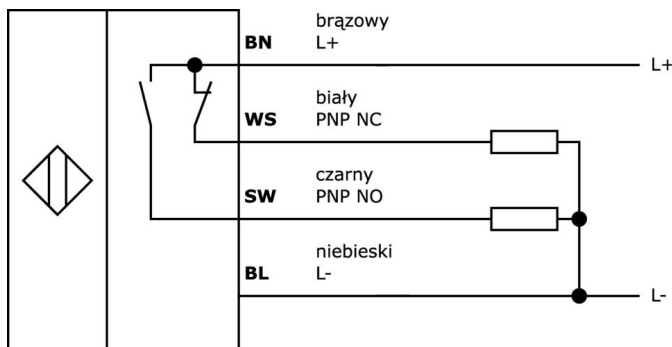 brązowy
BN L+
L+
biały
WS PNP NC
czarny
SW PNP NO
niebieski
BL L-
L-